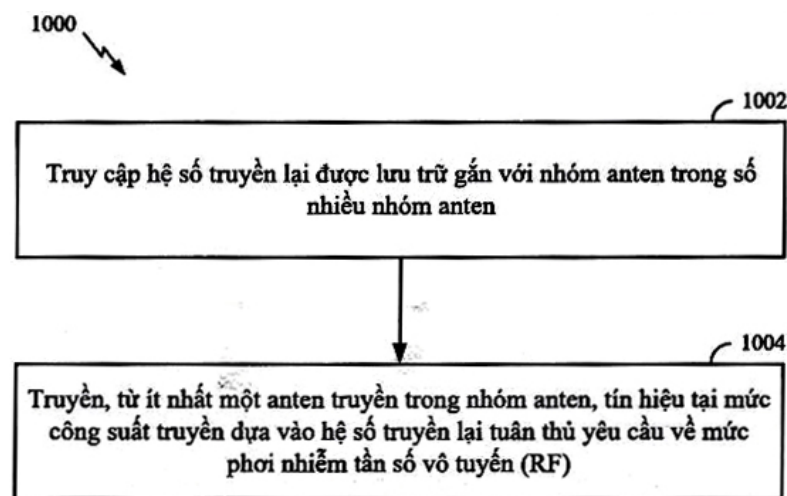 1000
1002
Truy cập hệ số truyền lại được lưu trữ gắn với nhóm anten trong số
nhiều nhóm anten
1004
Truyền, từ ít nhất một anten truyền trong nhóm anten, tín hiệu tại mức
công suất truyền dựa vào hệ số truyền lại tuân thủ yêu cầu về mức
phơi nhiễm tần số vô tuyến (RF)